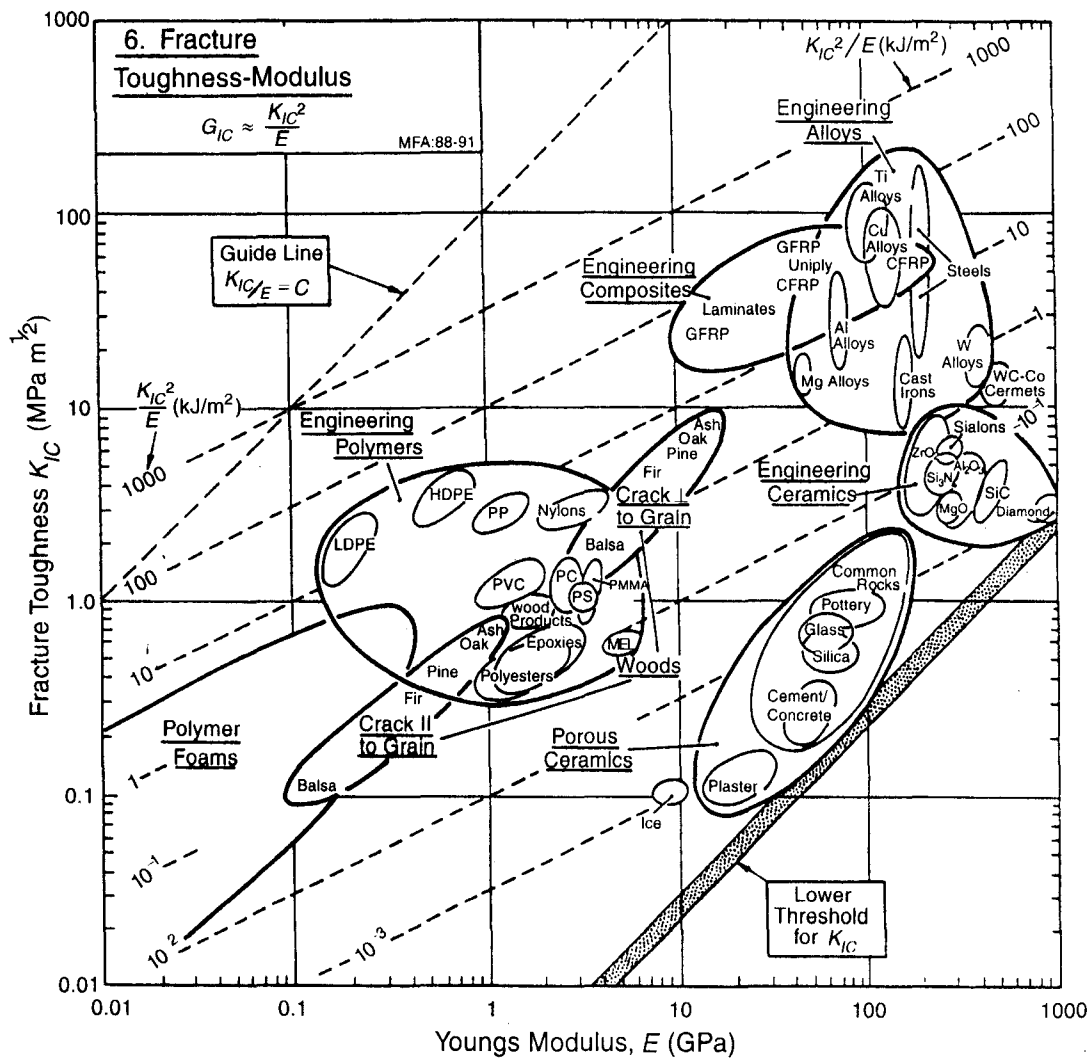 1000
100
10
1.0
0.1
0.01
Fracture Toughness K_IC (MPa m^1/2)
6. Fracture
Toughness-Modulus
G_IC ≈ K_IC²/E
MFA:88-91
K_IC²/E (kJ/m²)
1000
100
10
1
10⁻¹
Guide Line
K_IC/E = C
K_IC²/E (kJ/m²)
1000
100
10
1
10⁻¹
10²
10⁻³
Engineering
Alloys
Ti
Alloys
Cu
Alloys
CFRP
Steels
GFRP
Uniply
CFRP
Engineering
Composites
Laminates
GFRP
Al
Alloys
Mg Alloys
Cast
Irons
W
Alloys
WC-Co
Cermets
Sialons
ZrO
Al₂O₃
Si₃N
SiC
MgO
Diamond
Engineering
Ceramics
Engineering
Polymers
HDPE
PP
Nylons
LDPE
PVC
PC
PMMA
PS
Wood
Products
Epoxies
Polyesters
MEL
Ash
Oak
Pine
Fir
Crack ⊥
to Grain
Balsa
Woods
Ash
Oak
Pine
Fir
Crack II
to Grain
Balsa
Polymer
Foams
Common
Rocks
Pottery
Glass
Silica
Cement/
Concrete
Porous
Ceramics
Plaster
Ice
Lower
Threshold
for K_IC
0.01
0.1
1
10
100
1000
Youngs Modulus, E (GPa)